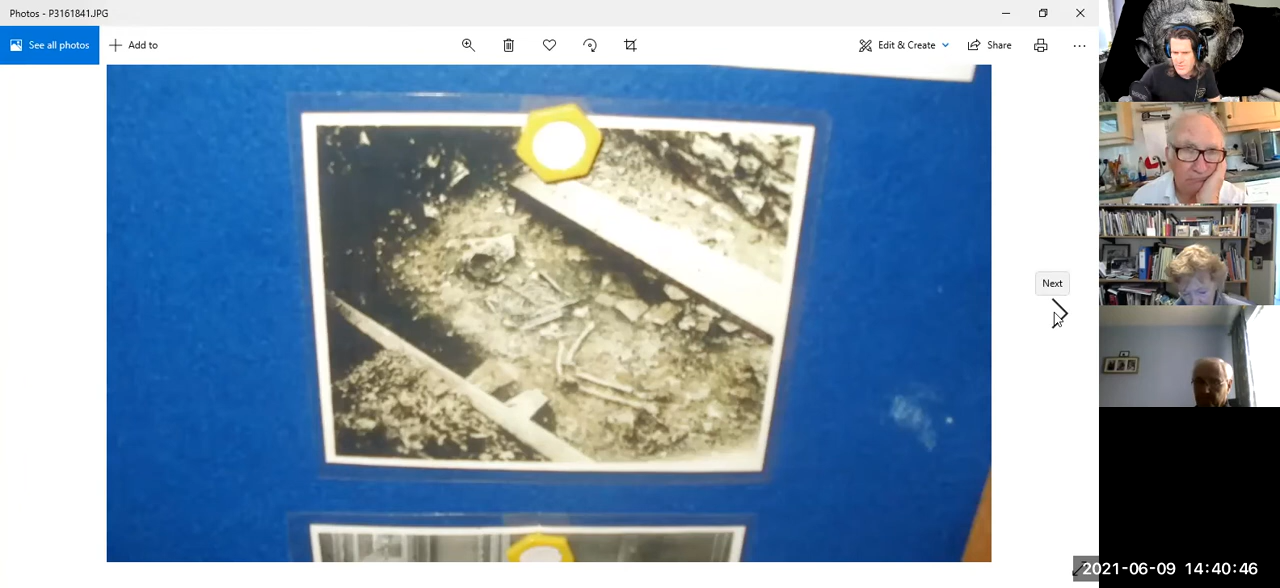 Photos - P3161841.JPG
See all photos
Add to
Edit & Create
Share
Next
2021-06-09 14:40:46